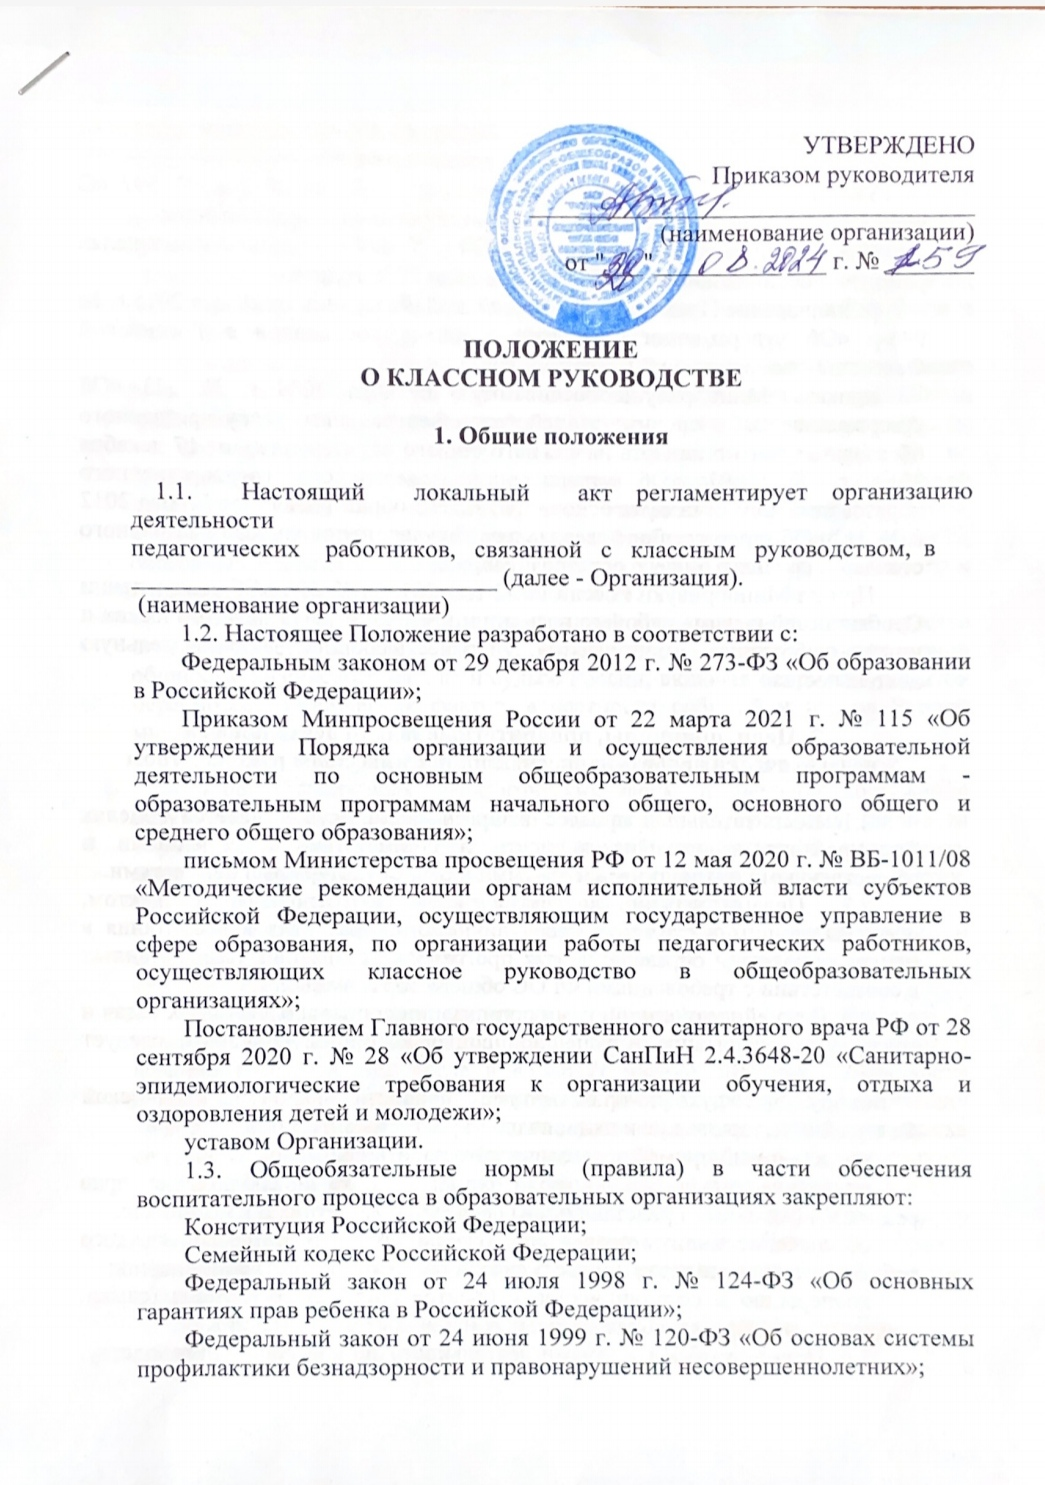 УТВЕРЖДЕНО
Приказом руководителя
(наименование организации)
от " " 08.2024 г. № 159
ПОЛОЖЕНИЕ
О КЛАССНОМ РУКОВОДСТВЕ
1. Общие положения
1.1. Настоящий локальный акт регламентирует организацию
деятельности
педагогических работников, связанной с классным руководством, в
(далее - Организация).
(наименование организации)
1.2. Настоящее Положение разработано в соответствии с:
Федеральным законом от 29 декабря 2012 г. № 273-ФЗ «Об образовании
в Российской Федерации»;
Приказом Минпросвещения России от 22 марта 2021 г. № 115 «Об
утверждении Порядка организации и осуществления образовательной
деятельности по основным общеобразовательным программам -
образовательным программам начального общего, основного общего и
среднего общего образования»;
письмом Министерства просвещения РФ от 12 мая 2020 г. № ВБ-1011/08
«Методические рекомендации органам исполнительной власти субъектов
Российской Федерации, осуществляющим государственное управление в
сфере образования, по организации работы педагогических работников,
осуществляющих классное руководство в общеобразовательных
организациях»;
Постановлением Главного государственного санитарного врача РФ от 28
сентября 2020 г. № 28 «Об утверждении СанПиН 2.4.3648-20 «Санитарно-
эпидемиологические требования к организации обучения, отдыха и
оздоровления детей и молодежи»;
уставом Организации.
1.3. Общеобязательные нормы (правила) в части обеспечения
воспитательного процесса в образовательных организациях закрепляют:
Конституция Российской Федерации;
Семейный кодекс Российской Федерации;
Федеральный закон от 24 июля 1998 г. № 124-ФЗ «Об основных
гарантиях прав ребенка в Российской Федерации»;
Федеральный закон от 24 июня 1999 г. № 120-ФЗ «Об основах системы
профилактики безнадзорности и правонарушений несовершеннолетних»;